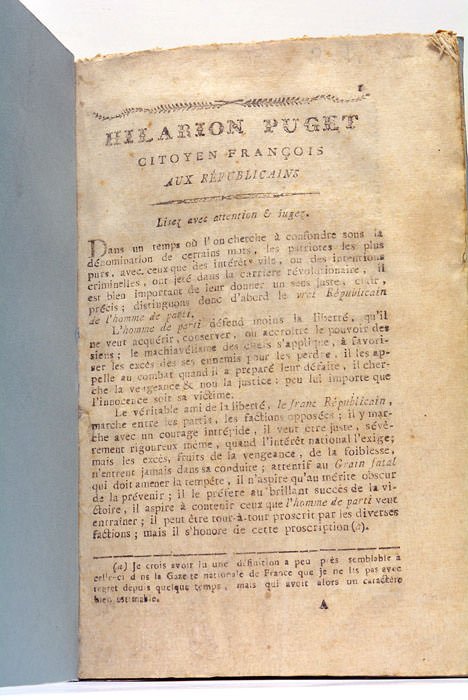 1.
HILARION PUGET
CITOYEN FRANÇOIS
AUX RÉPUBLICAINS
Lisez avec attention & jugez.
Dans un temps où l'on cherche à confondre sous la
dénomination de certains mots, les patriotes les plus
purs, avec ceux que des intérêts vils, ou des intentions
criminelles, ont jeté dans la carriere révolutionaire, il
est bien important de leur donner un sens juste, clair,
précis; distinguons donc d'abord le vrai Républicain
de l'homme de parti.
L'homme de parti défend moins la liberté, qu'il
ne veut acquérir, conserver, ou accroître le pouvoir des
siens; le machiavélisme des chefs s'applique, à favori-
ser les excès des ses ennemis pour les perdre, il les ap-
pelle au combat quand il a préparé leur défaite, il cher-
che la vengeance & non la justice: peu lui importe que
l'innocence soit sa victime.
Le véritable ami de la liberté, le franc Républicain,
marche entre les partis, les factions opposées; il y mar-
che avec un courage intrépide, il veut être juste, sévè-
rement rigoureux même, quand l'intérêt national l'exige;
mais les excès, fruits de la vengeance, de la foiblesse,
n'entrent jamais dans sa conduite; attentif au Grain fatal
qui doit amener la tempête, il n'aspire qu'au mérite obscur
de la prévenir; il le préfere au brillant succès de la vi-
ctoire, il aspire à contenir ceux que l'homme de parti veut
entraîner; il peut être tour-à-tour proscrit par les diverses
factions; mais il s'honore de cette proscription (a).
(a) Je crois avoir lu une définition a peu près semblable à
celle-ci dans la Gazette nationale de France que je ne lis pas avec
regret depuis quelque temps, mais qui avoit alors un caractère
bien estimable.
A